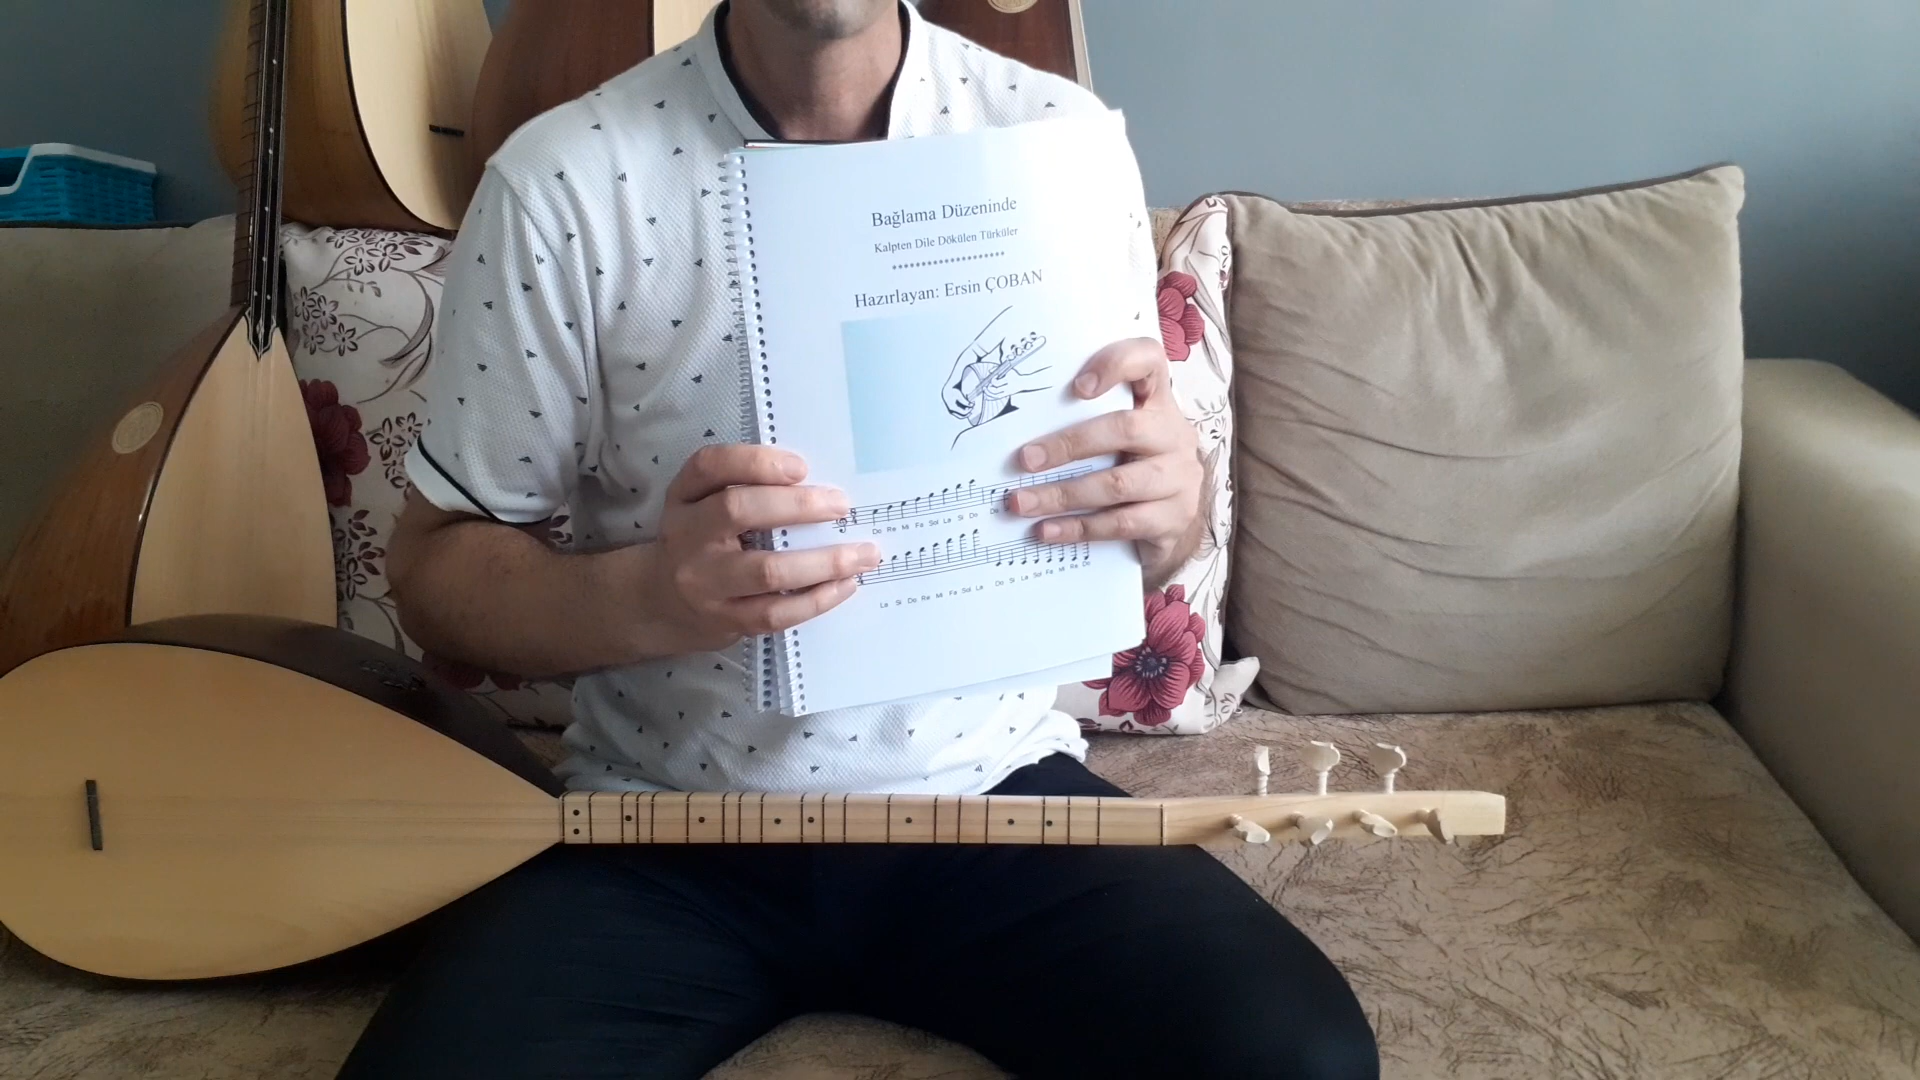 Bağlama Düzeninde
Kalpten Dile Dökülen Türküler
********************
Hazırlayan: Ersin ÇOBAN
Do Re Mi Fa Sol La Si Do
La Si Do Re Mi Fa Sol La Do Si La Sol Fa Mi Re Do